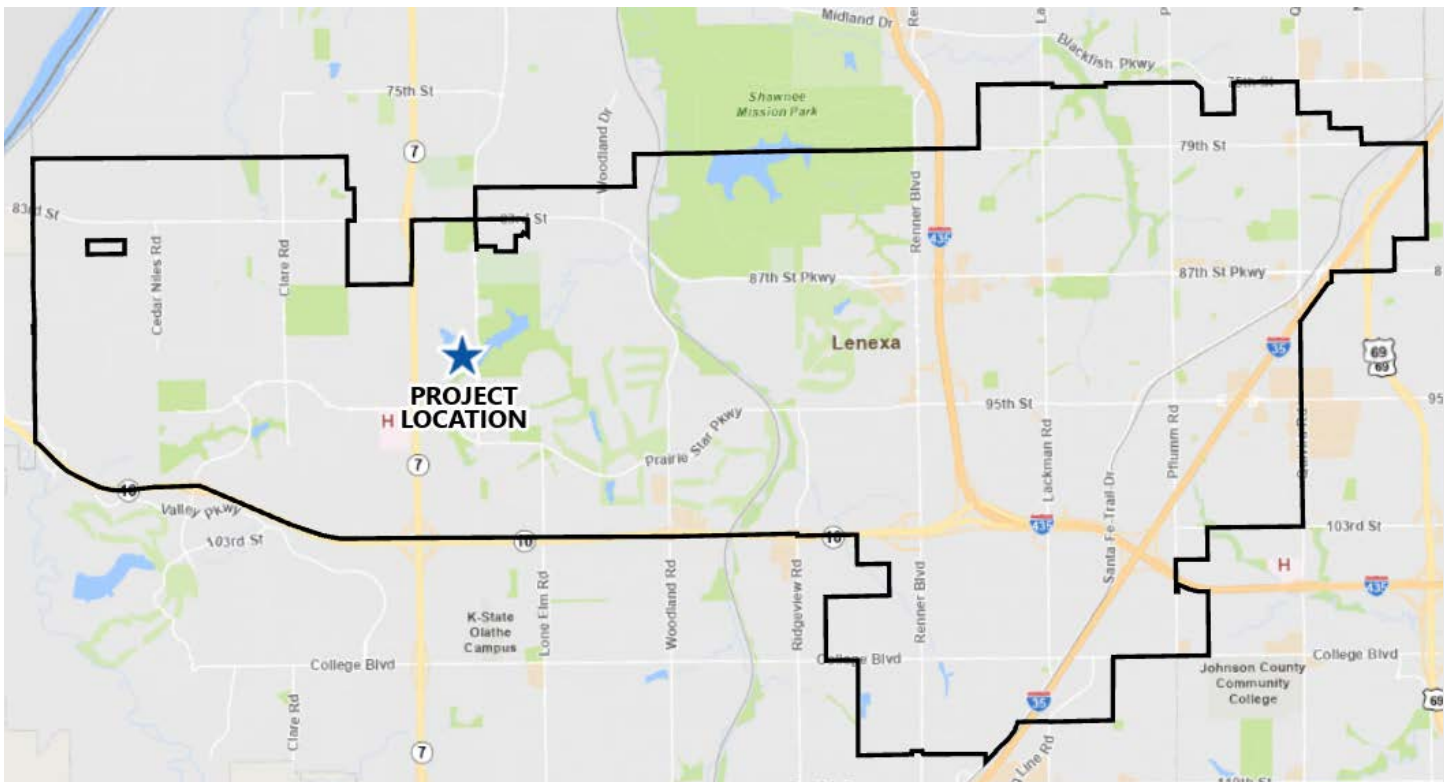 Midland Dr
Blackfish Pkwy
75th St
75th St
Shawnee
Mission Park
Woodland Dr
7
79th St
83rd St
83rd St
Renner Blvd
435
Cedar Niles Rd
Clare Rd
87th St Pkwy
87th St Pkwy
8
Lenexa
35
69
69
PROJECT
LOCATION
H
95th St
95
Prairie Star Pkwy
7
Lackman Rd
Pflumm Rd
Santa Fe Trail Dr
10
Valley Pkwy
103rd St
10
10
435
103rd St
H
435
K-State
Olathe
Campus
Lone Elm Rd
Woodland Rd
Ridgeview Rd
Renner Blvd
College Blvd
College Blvd
College Blvd
Johnson County
Community
College
Clare Rd
35
69
7
Line Rd